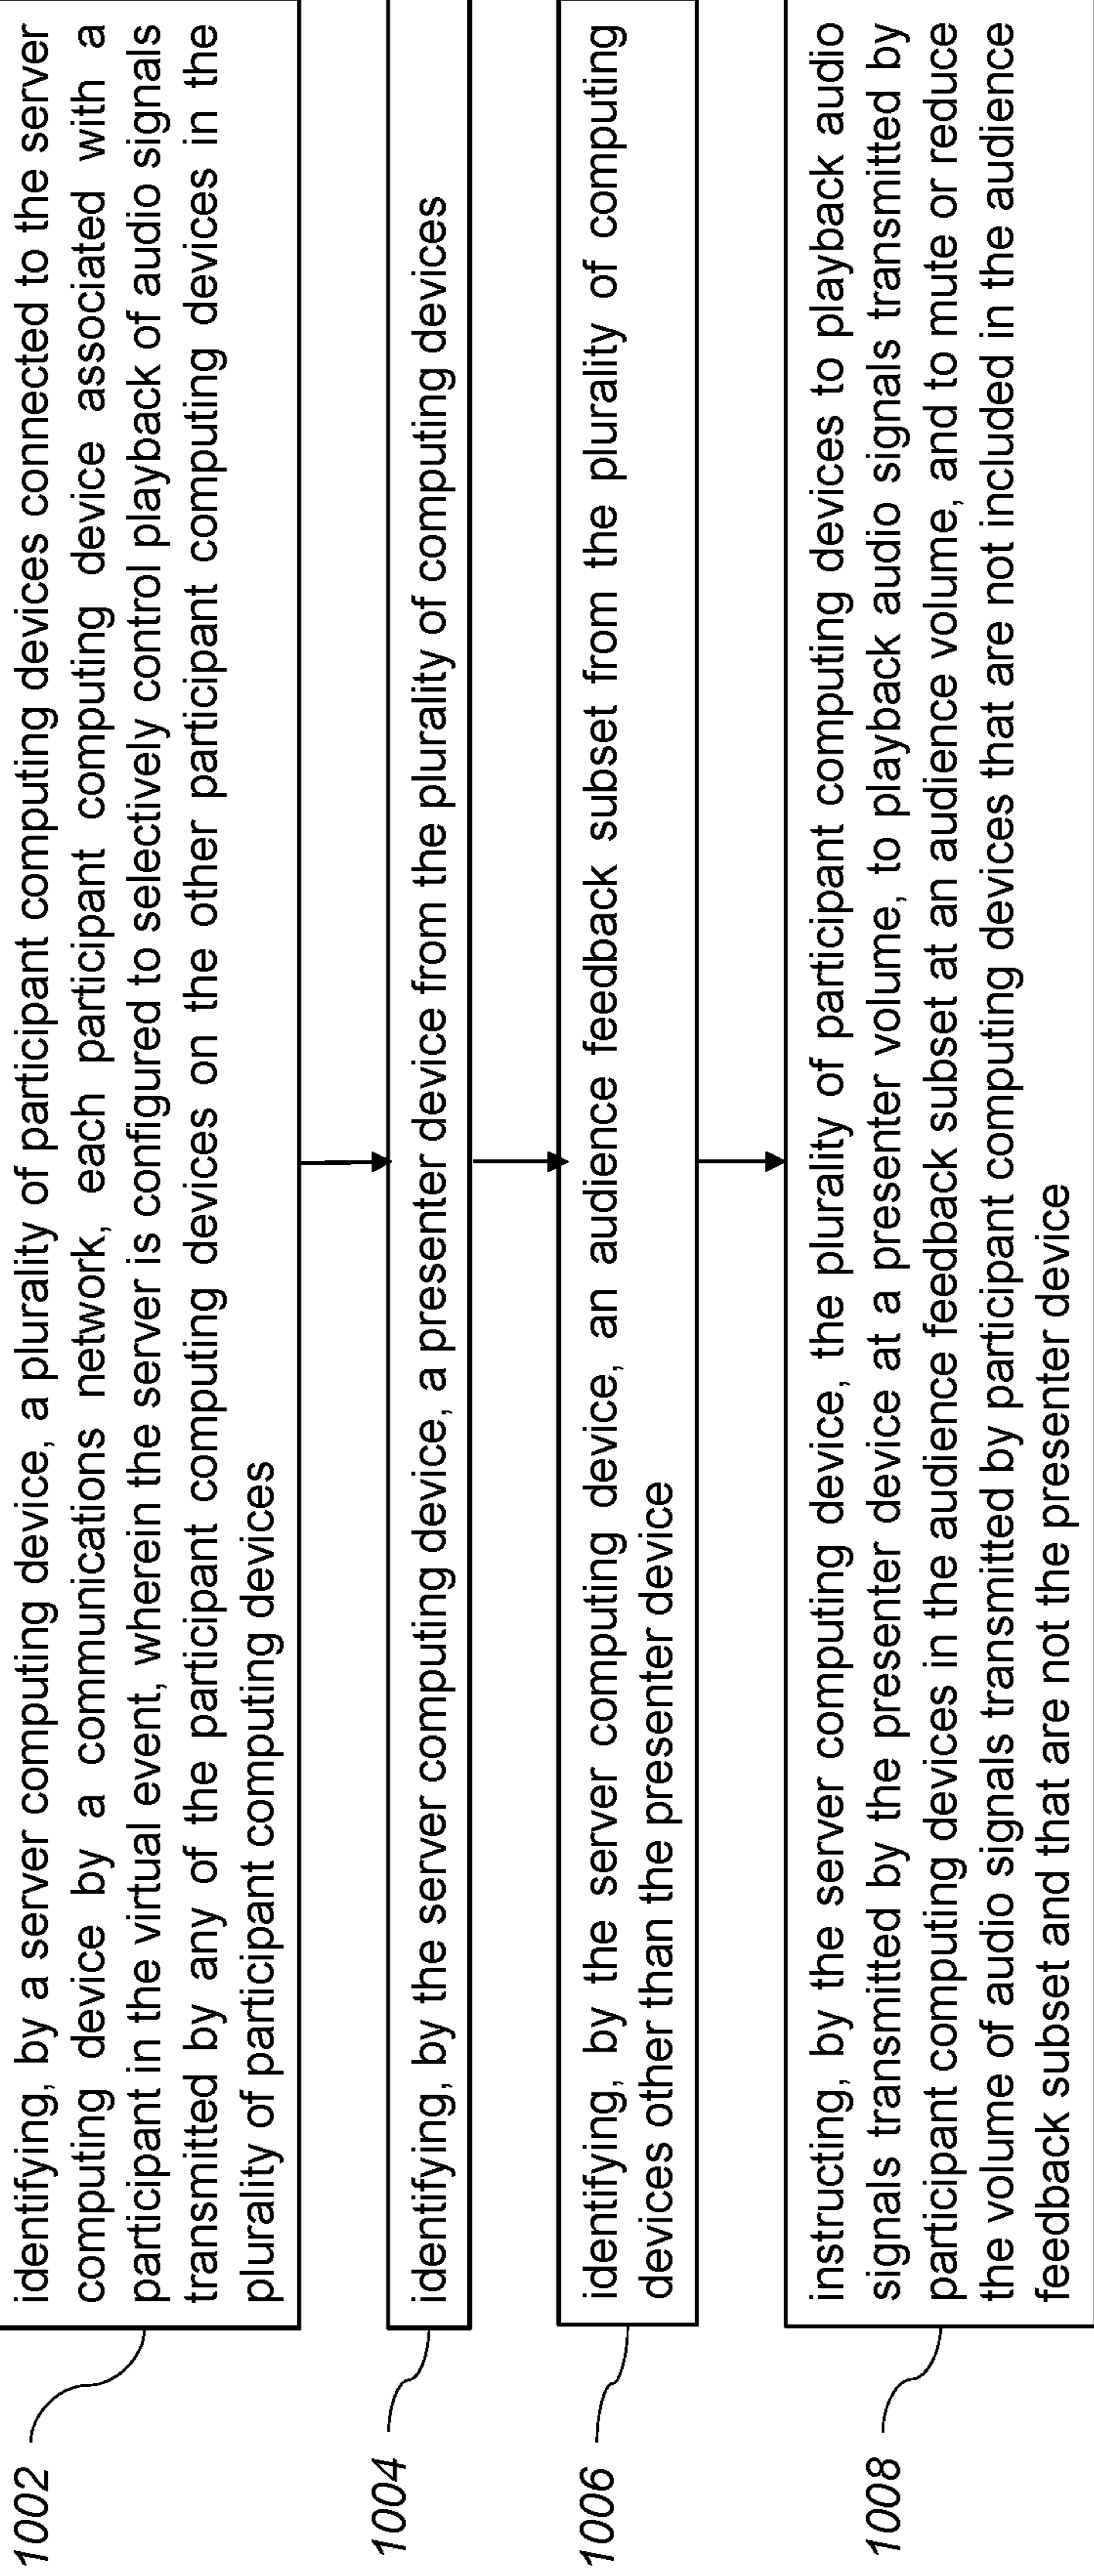 1002
identifying, by a server computing device, a plurality of participant computing devices connected to the server
computing device by a communications network, each participant computing device associated with a
participant in the virtual event, wherein the server is configured to selectively control playback of audio signals
transmitted by any of the participant computing devices on the other participant computing devices in the
plurality of participant computing devices
1004
identifying, by the server computing device, a presenter device from the plurality of computing devices
1006
identifying, by the server computing device, an audience feedback subset from the plurality of computing
devices other than the presenter device
1008
instructing, by the server computing device, the plurality of participant computing devices to playback audio
signals transmitted by the presenter device at a presenter volume, to playback audio signals transmitted by
participant computing devices in the audience feedback subset at an audience volume, and to mute or reduce
the volume of audio signals transmitted by participant computing devices that are not included in the audience
feedback subset and that are not the presenter device